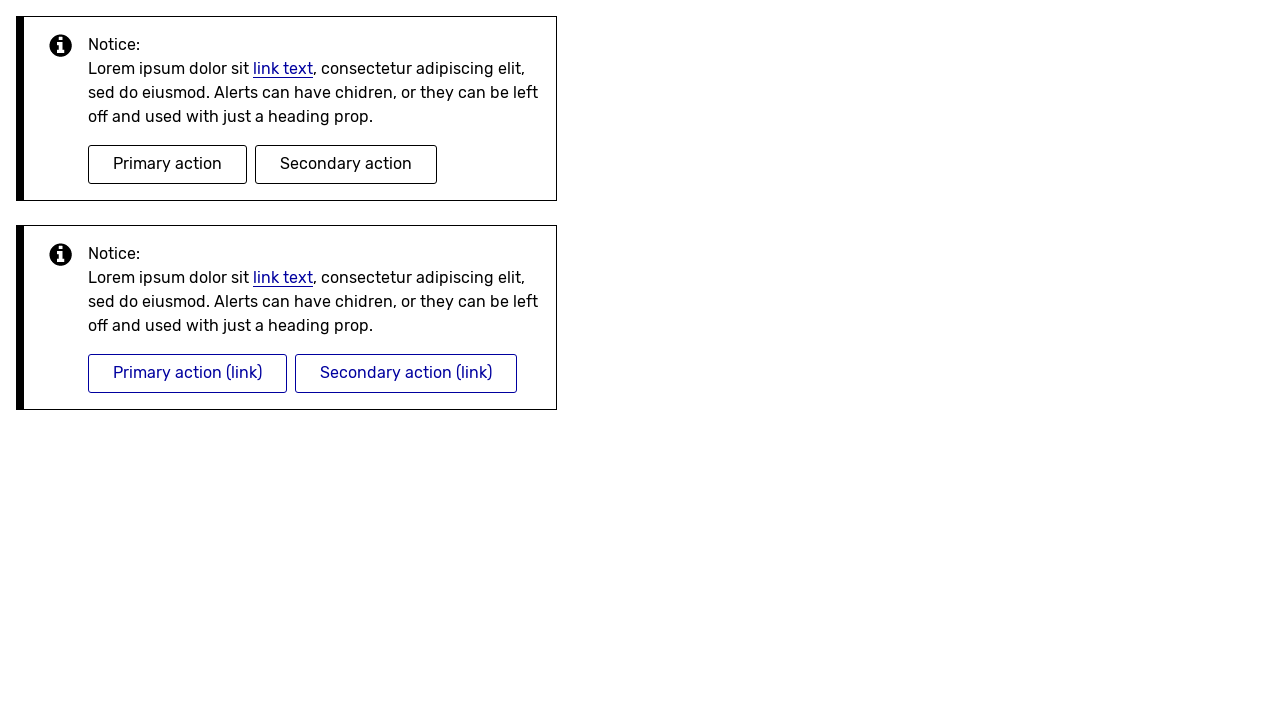 Notice:
Lorem ipsum dolor sit link text, consectetur adipiscing elit,
sed do eiusmod. Alerts can have chidren, or they can be left
off and used with just a heading prop.
Primary action
Secondary action
Notice:
Lorem ipsum dolor sit link text, consectetur adipiscing elit,
sed do eiusmod. Alerts can have chidren, or they can be left
off and used with just a heading prop.
Primary action (link)
Secondary action (link)